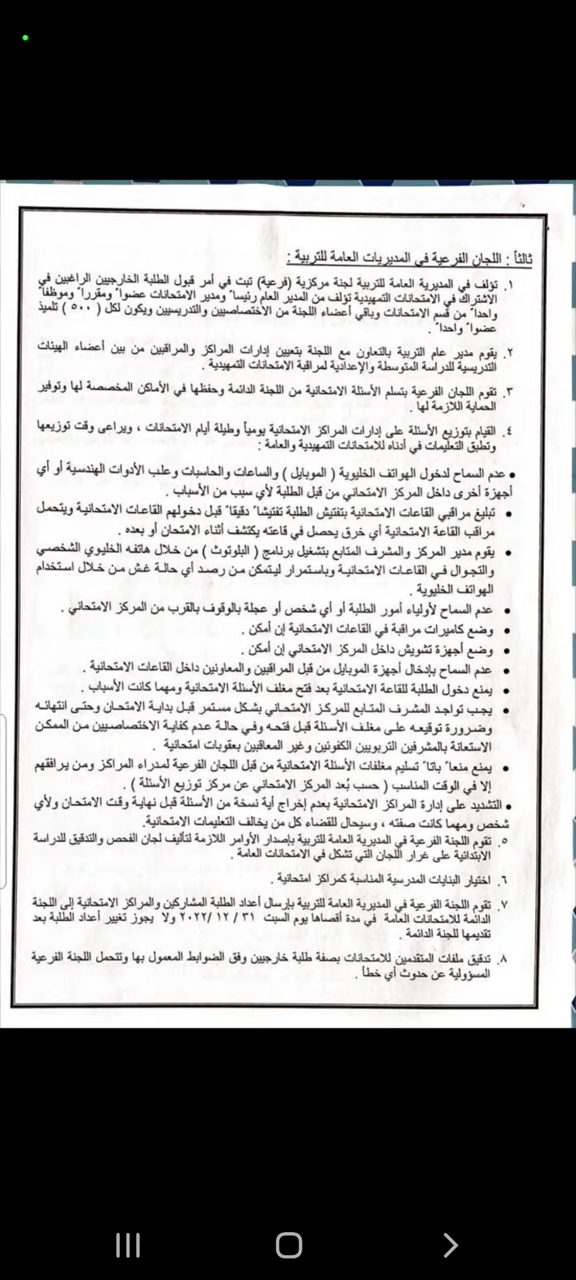 ثالثاً : اللجان الفرعية في المديريات العامة للتربية :
١. تؤلف في المديرية العامة للتربية لجنة مركزية (فرعية) تبت في أمر قبول الطلبة الخارجيين الراغبين في
الاشتراك في الامتحانات التمهيدية تؤلف من المدير العام رئيساً ومدير الامتحانات عضواً ومقرراً وموظفاً
واحداً من قسم الامتحانات وباقي أعضاء اللجنة من الاختصاصيين والتدريسيين ويكون لكل ( ٥٠٠ ) تلميذ
عضواً واحداً .
٢. يقوم مدير عام التربية بالتعاون مع اللجنة بتعيين إدارات المراكز والمراقبين من بين أعضاء الهيئات
التدريسية للدراسة المتوسطة والإعدادية لمراقبة الامتحانات التمهيدية .
٣. تقوم اللجان الفرعية بتسلم الأسئلة الامتحانية من اللجنة الدائمة وحفظها في الأماكن المخصصة لها وتوفير
الحماية اللازمة لها .
٤. القيام بتوزيع الأسئلة على إدارات المراكز الامتحانية يومياً وطيلة أيام الامتحانات ، ويراعى وقت توزيعها
وتطبق التعليمات في أدناه للامتحانات التمهيدية والعامة :
• عدم السماح لدخول الهواتف الخليوية ( الموبايل ) والساعات والحاسبات وعلب الأدوات الهندسية أو أي
أجهزة أخرى داخل المركز الامتحاني من قبل الطلبة لأي سبب من الأسباب .
• تبليغ مراقبي القاعات الامتحانية بتفتيش الطلبة تفتيشاً دقيقاً قبل دخولهم القاعات الامتحانية ويتحمل
مراقب القاعة الامتحانية أي خرق يحصل في قاعته يكتشف أثناء الامتحان أو بعده .
• يقوم مدير المركز والمشرف المتابع بتشغيل برنامج ( البلوتوث ) من خلال هاتفه الخليوي الشخصي
والتجوال في القاعات الامتحانية وباستمرار ليتمكن من رصد أي حالة غش من خلال استخدام
الهواتف الخليوية .
• عدم السماح لأولياء أمور الطلبة أو أي شخص أو عجلة بالوقوف بالقرب من المركز الامتحاني .
• وضع كاميرات مراقبة في القاعات الامتحانية إن أمكن .
• وضع أجهزة تشويش داخل المركز الامتحاني إن أمكن .
• عدم السماح بإدخال أجهزة الموبايل من قبل المراقبين والمعاونين داخل القاعات الامتحانية .
• يمنع دخول الطلبة للقاعة الامتحانية بعد فتح مغلف الأسئلة الامتحانية ومهما كانت الأسباب .
• يجب تواجد المشرف المتابع للمركز الامتحاني بشكل مستمر قبل بداية الامتحان وحتى انتهائه
وضرورة توقيعه على مغلف الأسئلة قبل فتحه وفي حالة عدم كفاية الاختصاصيين من الممكن
الاستعانة بالمشرفين التربويين الكفوئين وغير المعاقبين بعقوبات امتحانية .
• يمنع منعاً باتاً تسليم مغلفات الأسئلة الامتحانية من قبل اللجان الفرعية لمدراء المراكز ومن يرافقهم
إلا في الوقت المناسب ( حسب بُعد المركز الامتحاني عن مركز توزيع الأسئلة ) .
• التشديد على إدارة المراكز الامتحانية بعدم إخراج أية نسخة من الأسئلة قبل نهاية وقت الامتحان ولأي
شخص ومهما كانت صفته ، وسيحال للقضاء كل من يخالف التعليمات الامتحانية.
٥. تقوم اللجنة الفرعية في المديرية العامة للتربية بإصدار الأوامر اللازمة لتأليف لجان الفحص والتدقيق للدراسة
الابتدائية على غرار اللجان التي تشكل في الامتحانات العامة .
٦. اختيار البنايات المدرسية المناسبة كمراكز امتحانية .
٧. تقوم اللجنة الفرعية في المديرية العامة للتربية بإرسال أعداد الطلبة المشاركين والمراكز الامتحانية إلى اللجنة
الدائمة للامتحانات العامة في مدة أقصاها يوم السبت ٣١ / ١٢ /٢٠٢٢ ولا يجوز تغيير أعداد الطلبة بعد
تقديمها للجنة الدائمة .
٨. تدقيق ملفات المتقدمين للامتحانات بصفة طلبة خارجيين وفق الضوابط المعمول بها وتتحمل اللجنة الفرعية
المسؤولية عن حدوث أي خطأ .